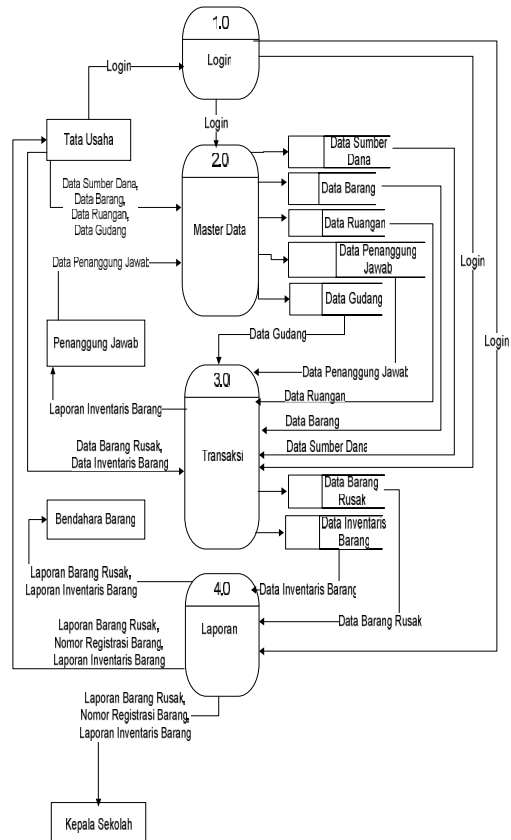 1.0
Login
Login
Tata Usaha
Login
2.0
Master Data
Data Sumber
Dana
Data Barang
Data Ruangan
Data Penanggung
Jawab
Data Gudang
Data Sumber Dana,
Data Barang,
Data Ruangan,
Data Gudang
Data Penanggung Jawab
Login
Login
Penanggung Jawab
Data Gudang
3.0
Transaksi
Data Penanggung Jawab
Data Ruangan
Data Barang
Data Sumber Dana
Laporan Inventaris Barang
Data Barang Rusak,
Data Inventaris Barang
Data Barang
Rusak
Data Inventaris
Barang
Bendahara Barang
Laporan Barang Rusak,
Laporan Inventaris Barang
4.0
Laporan
Data Inventaris Barang
Data Barang Rusak
Laporan Barang Rusak,
Nomor Registrasi Barang,
Laporan Inventaris Barang
Laporan Barang Rusak,
Nomor Registrasi Barang,
Laporan Inventaris Barang
Kepala Sekolah